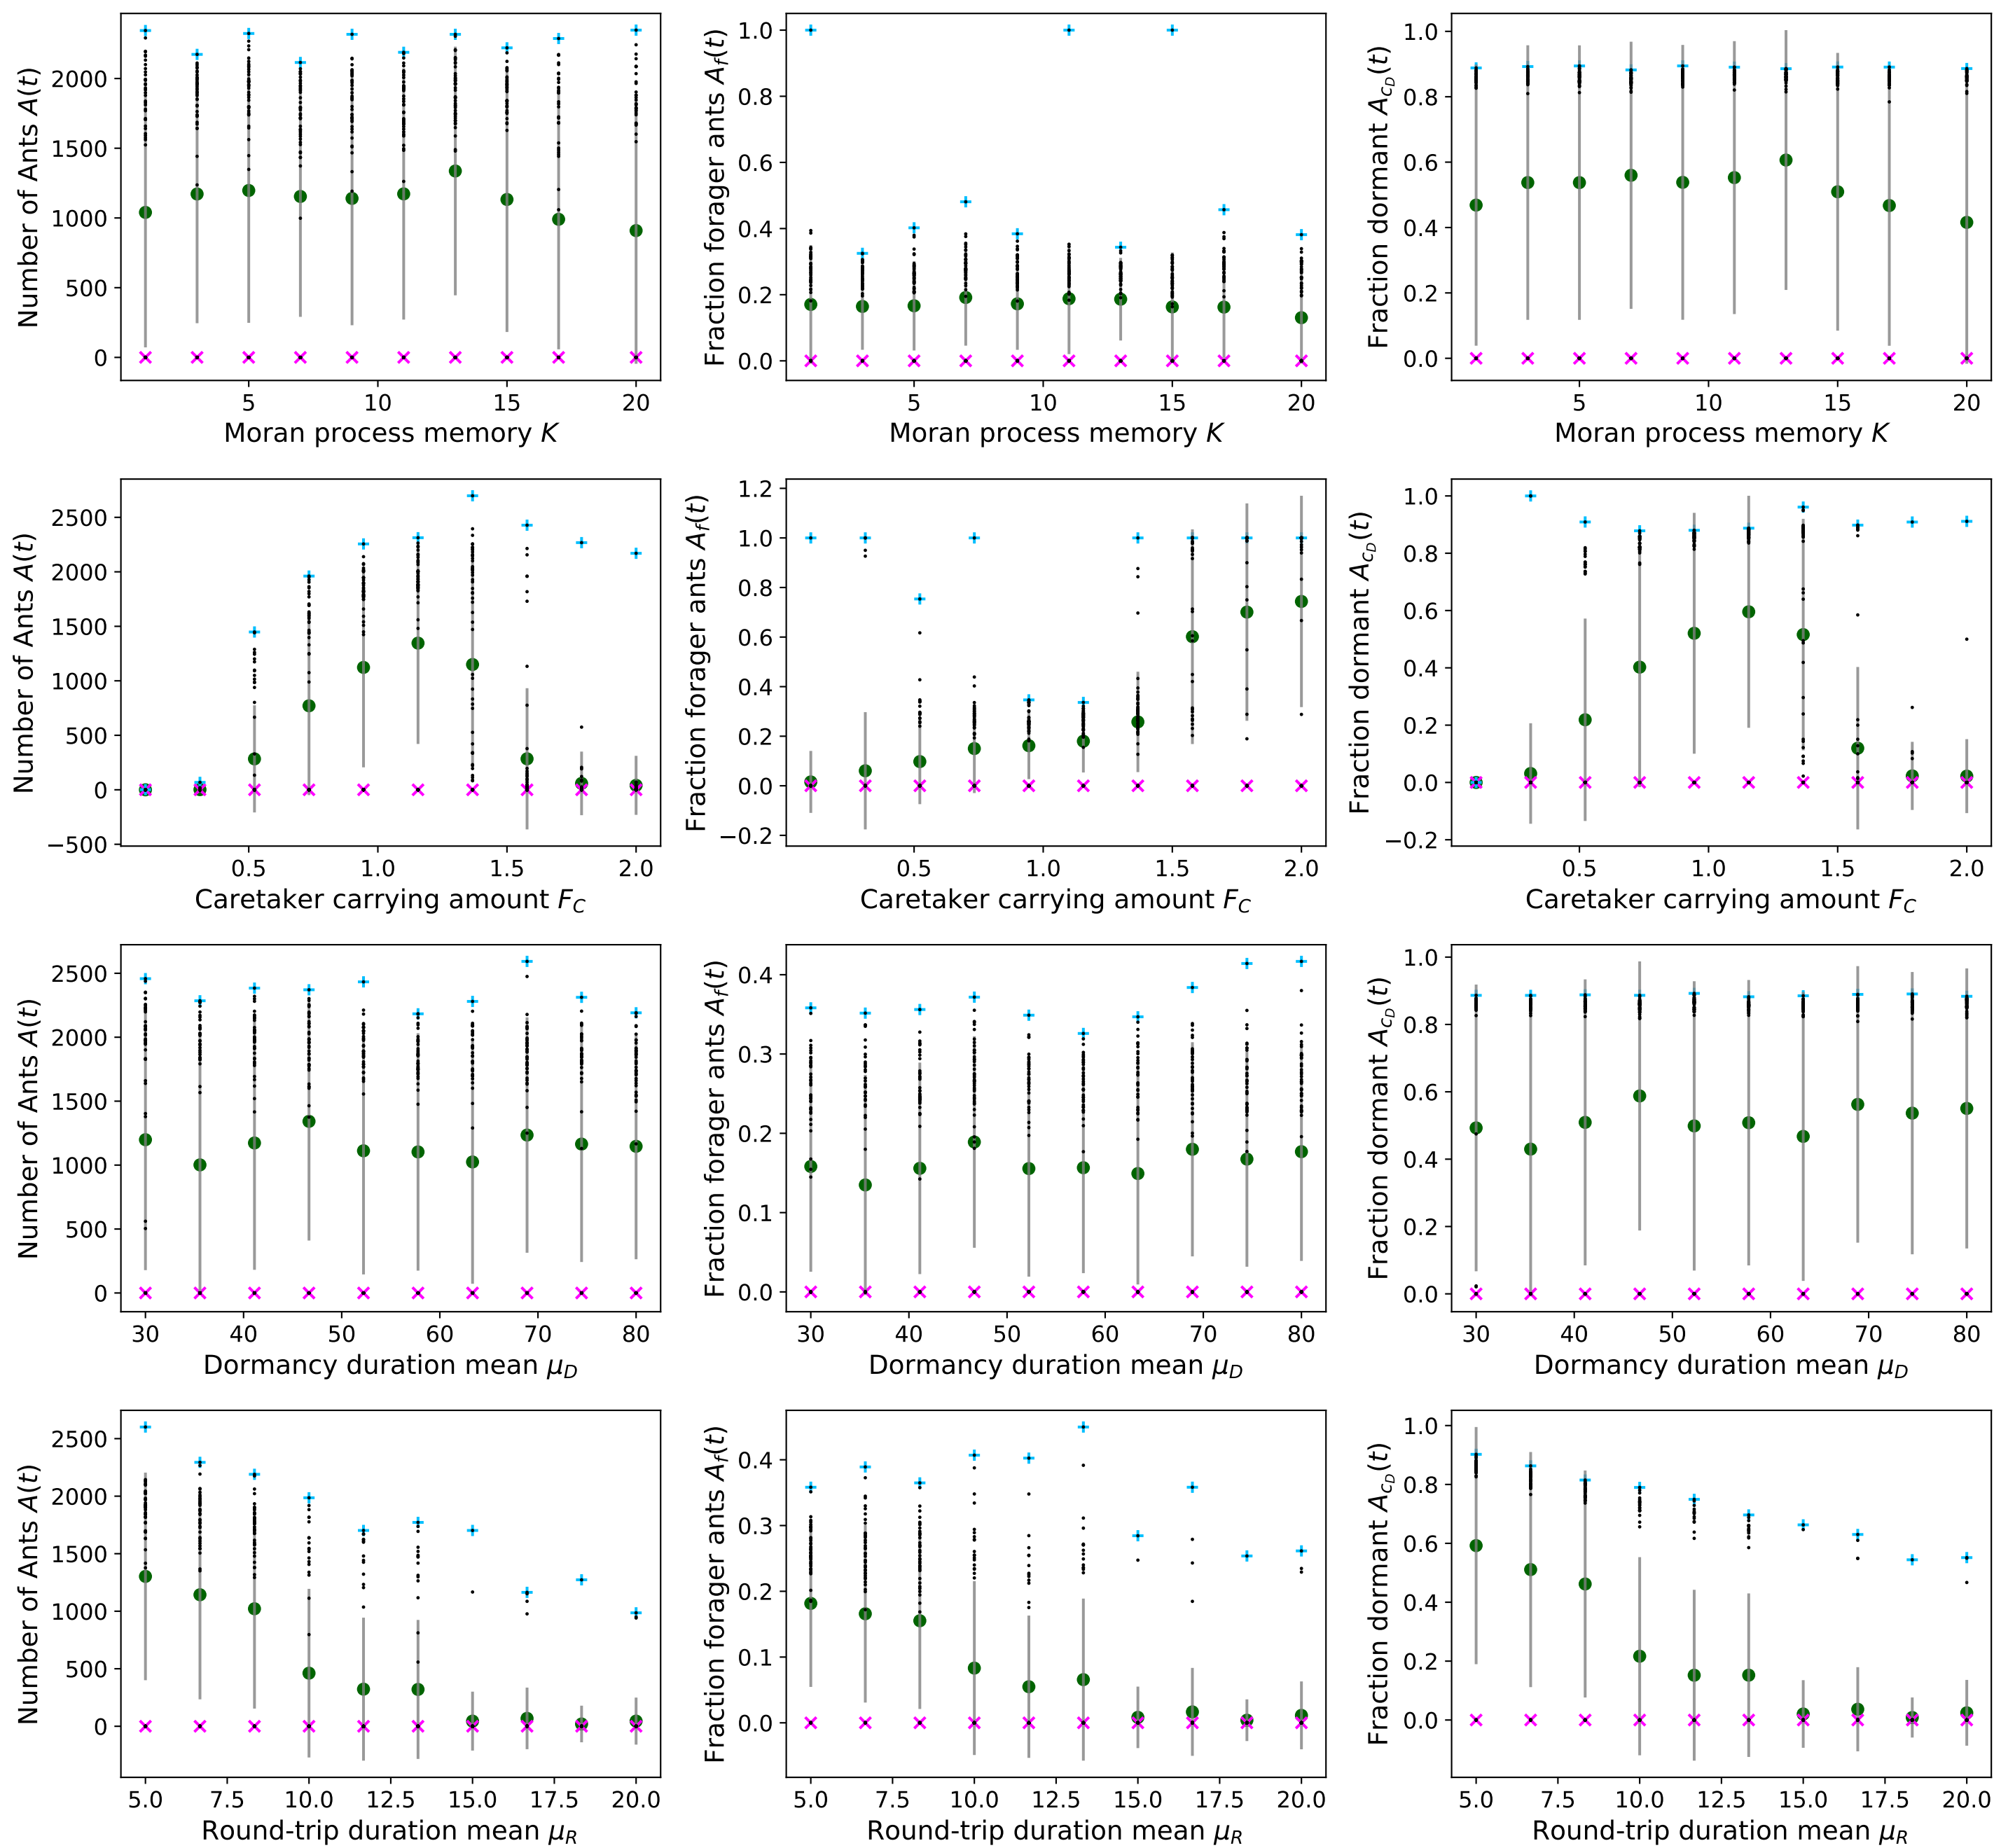 Number of Ants A(t)
2000
1500
1000
500
0
5 10 15 20
Moran process memory K
Fraction forager ants A_f(t)
1.0
0.8
0.6
0.4
0.2
0.0
5 10 15 20
Moran process memory K
Fraction dormant A_{c_D}(t)
1.0
0.8
0.6
0.4
0.2
0.0
5 10 15 20
Moran process memory K
Number of Ants A(t)
2500
2000
1500
1000
500
0
−500
0.5 1.0 1.5 2.0
Caretaker carrying amount F_C
Fraction forager ants A_f(t)
1.2
1.0
0.8
0.6
0.4
0.2
0.0
−0.2
0.5 1.0 1.5 2.0
Caretaker carrying amount F_C
Fraction dormant A_{c_D}(t)
1.0
0.8
0.6
0.4
0.2
0.0
−0.2
0.5 1.0 1.5 2.0
Caretaker carrying amount F_C
Number of Ants A(t)
2500
2000
1500
1000
500
0
30 40 50 60 70 80
Dormancy duration mean μ_D
Fraction forager ants A_f(t)
0.4
0.3
0.2
0.1
0.0
30 40 50 60 70 80
Dormancy duration mean μ_D
Fraction dormant A_{c_D}(t)
1.0
0.8
0.6
0.4
0.2
0.0
30 40 50 60 70 80
Dormancy duration mean μ_D
Number of Ants A(t)
2500
2000
1500
1000
500
0
5.0 7.5 10.0 12.5 15.0 17.5 20.0
Round-trip duration mean μ_R
Fraction forager ants A_f(t)
0.4
0.3
0.2
0.1
0.0
5.0 7.5 10.0 12.5 15.0 17.5 20.0
Round-trip duration mean μ_R
Fraction dormant A_{c_D}(t)
1.0
0.8
0.6
0.4
0.2
0.0
5.0 7.5 10.0 12.5 15.0 17.5 20.0
Round-trip duration mean μ_R